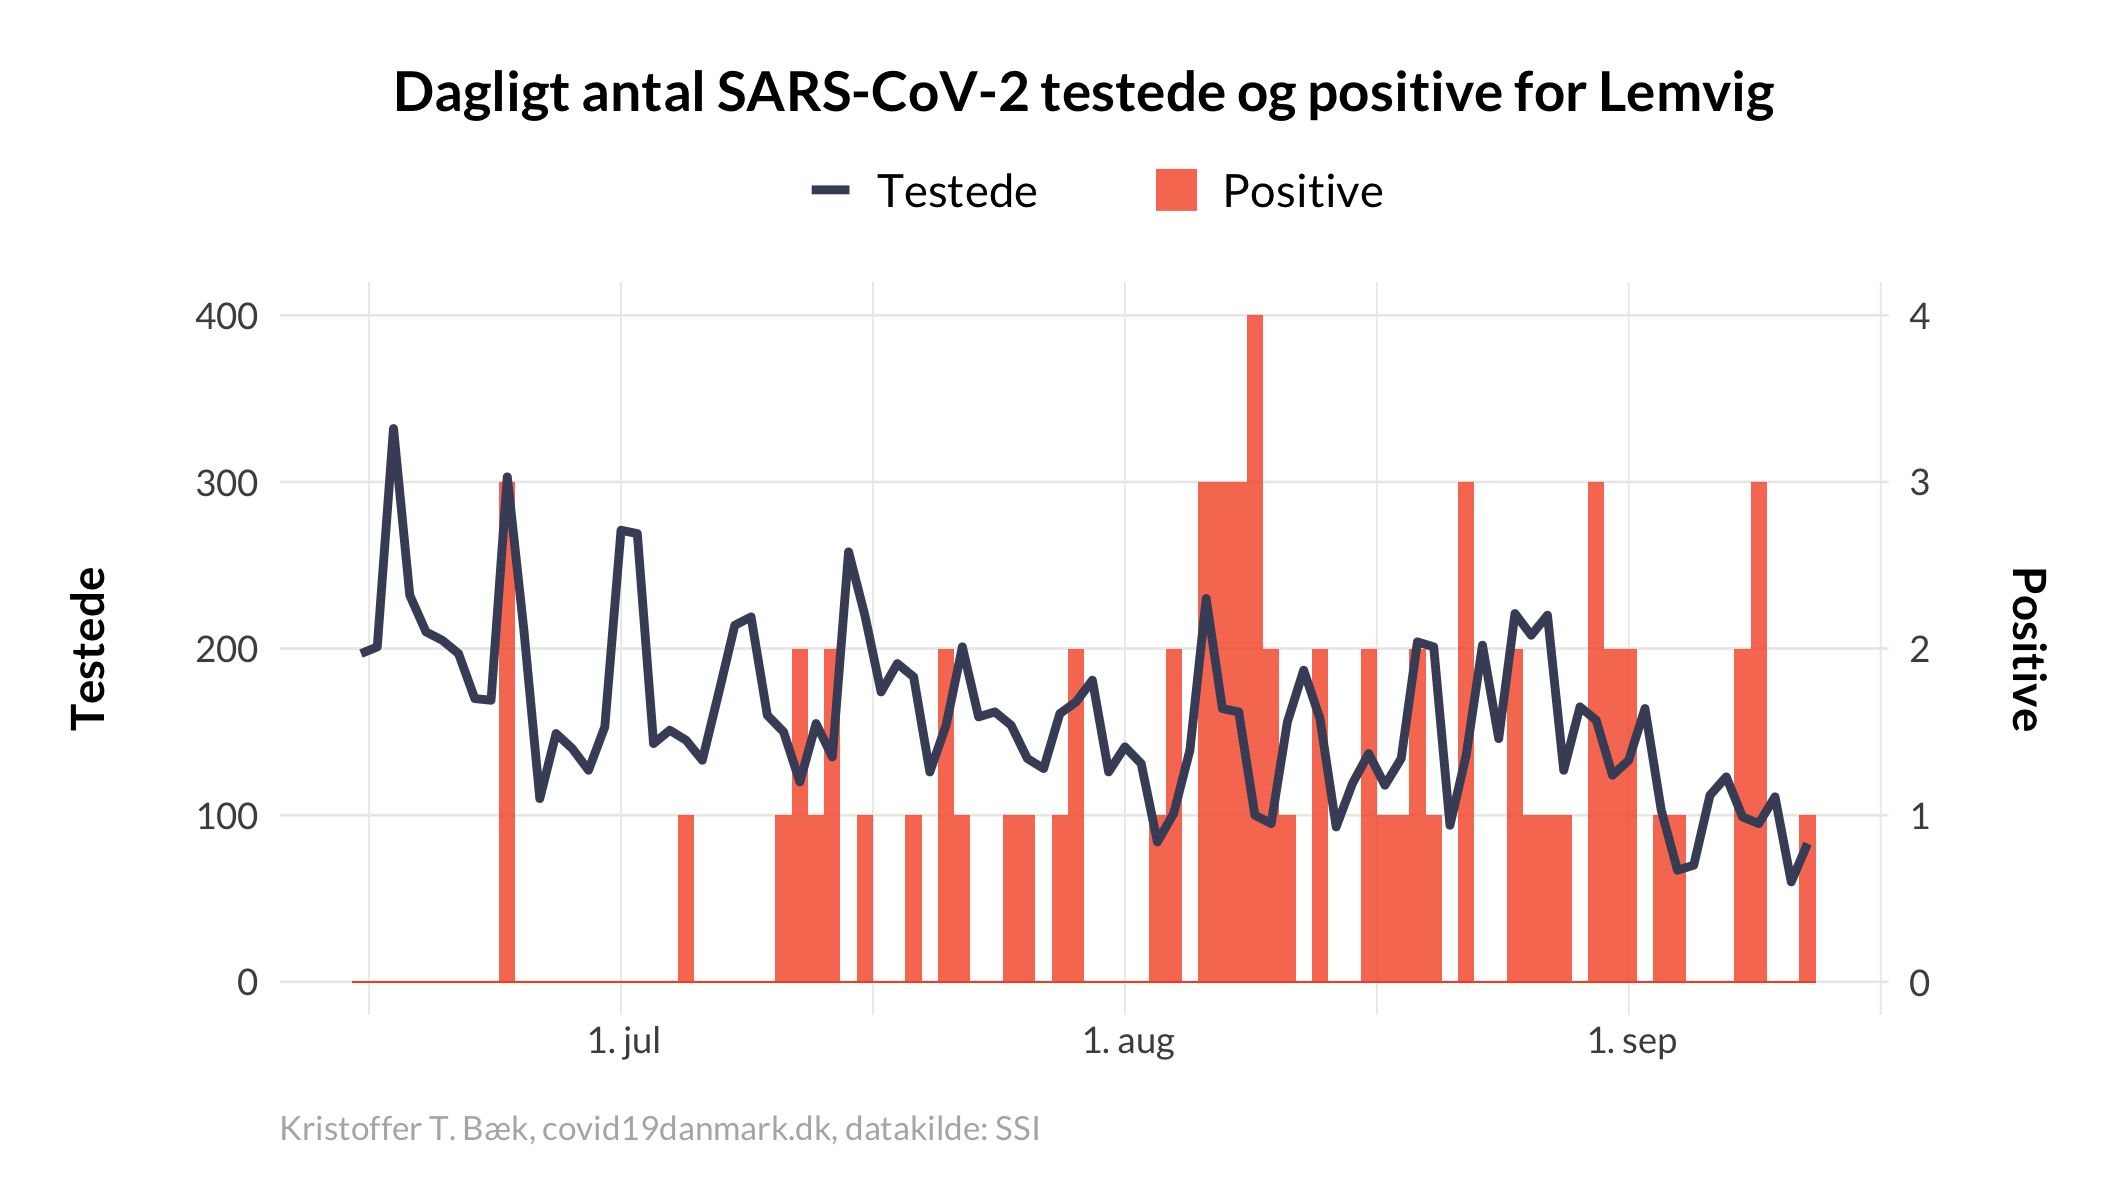 Dagligt antal SARS-CoV-2 testede og positive for Lemvig
Testede
Positive
400
300
200
100
0
4
3
2
1
0
Testede
Positive
1. jul
1. aug
1. sep
Kristoffer T. Bæk, covid19danmark.dk, datakilde: SSI